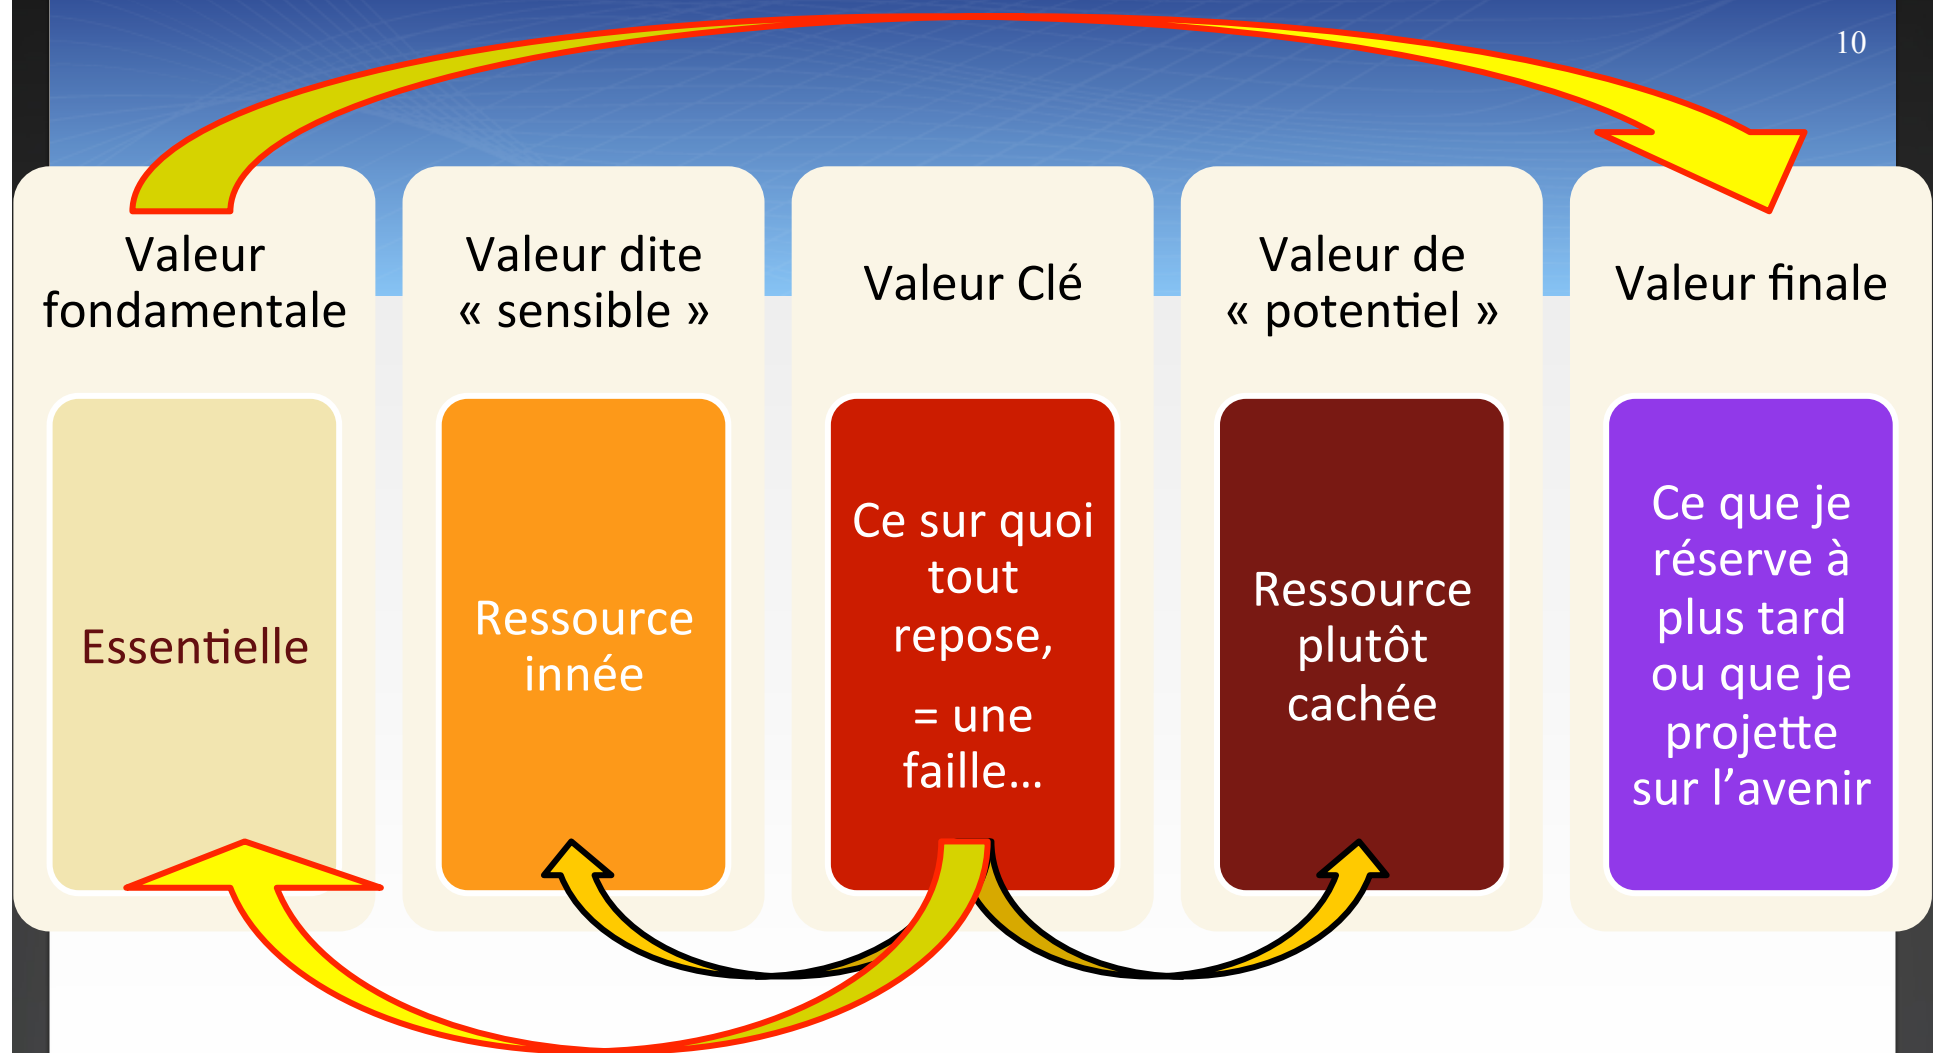 10
Valeur
fondamentale
Essentielle
Valeur dite
« sensible »
Ressource
innée
Valeur Clé
Ce sur quoi
tout
repose,
= une
faille...
Valeur de
« potentiel »
Ressource
plutôt
cachée
Valeur finale
Ce que je
réserve à
plus tard
ou que je
projette
sur l’avenir